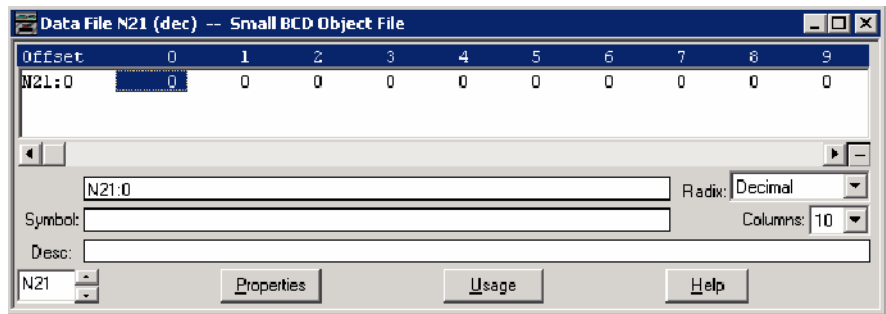 Data File N21 (dec) -- Small BCD Object File
Offset 0 1 2 3 4 5 6 7 8 9
N21:0 0 0 0 0 0 0 0 0 0 0
N21:0 Radix: Decimal
Symbol: Columns: 10
Desc:
N21 Properties Usage Help